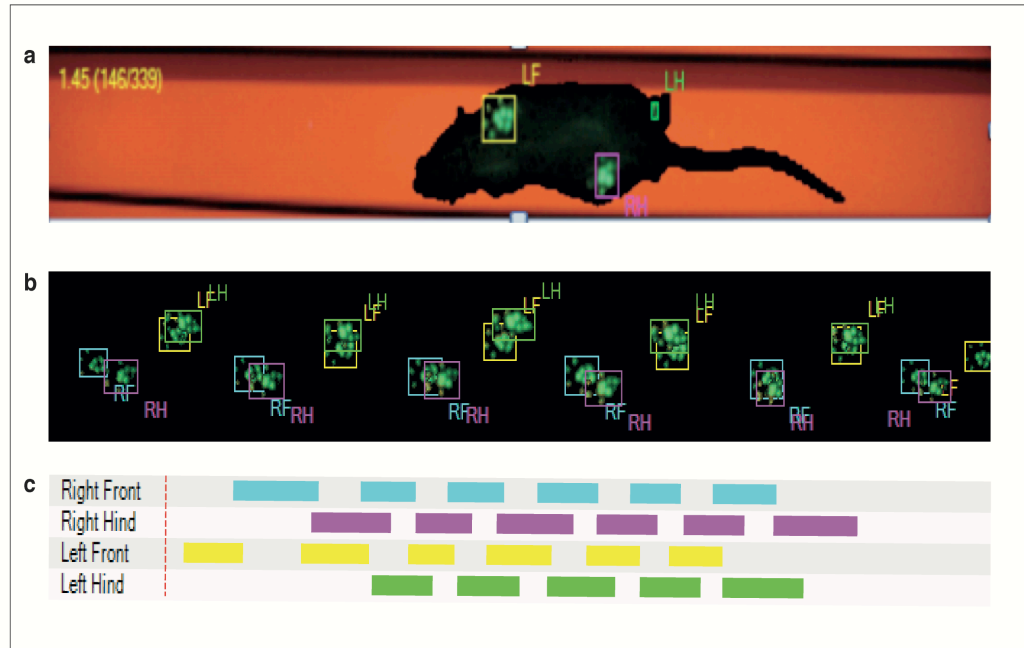 a
1.45 (146/339)
LF
LH
RH
b
LF LH
LH
LF
LH
LF
LH
LF
LH
LF
RF
RH
RF RH
RF RH
RF RH
RF
RH
RH RF
LF
c
Right Front
Right Hind
Left Front
Left Hind